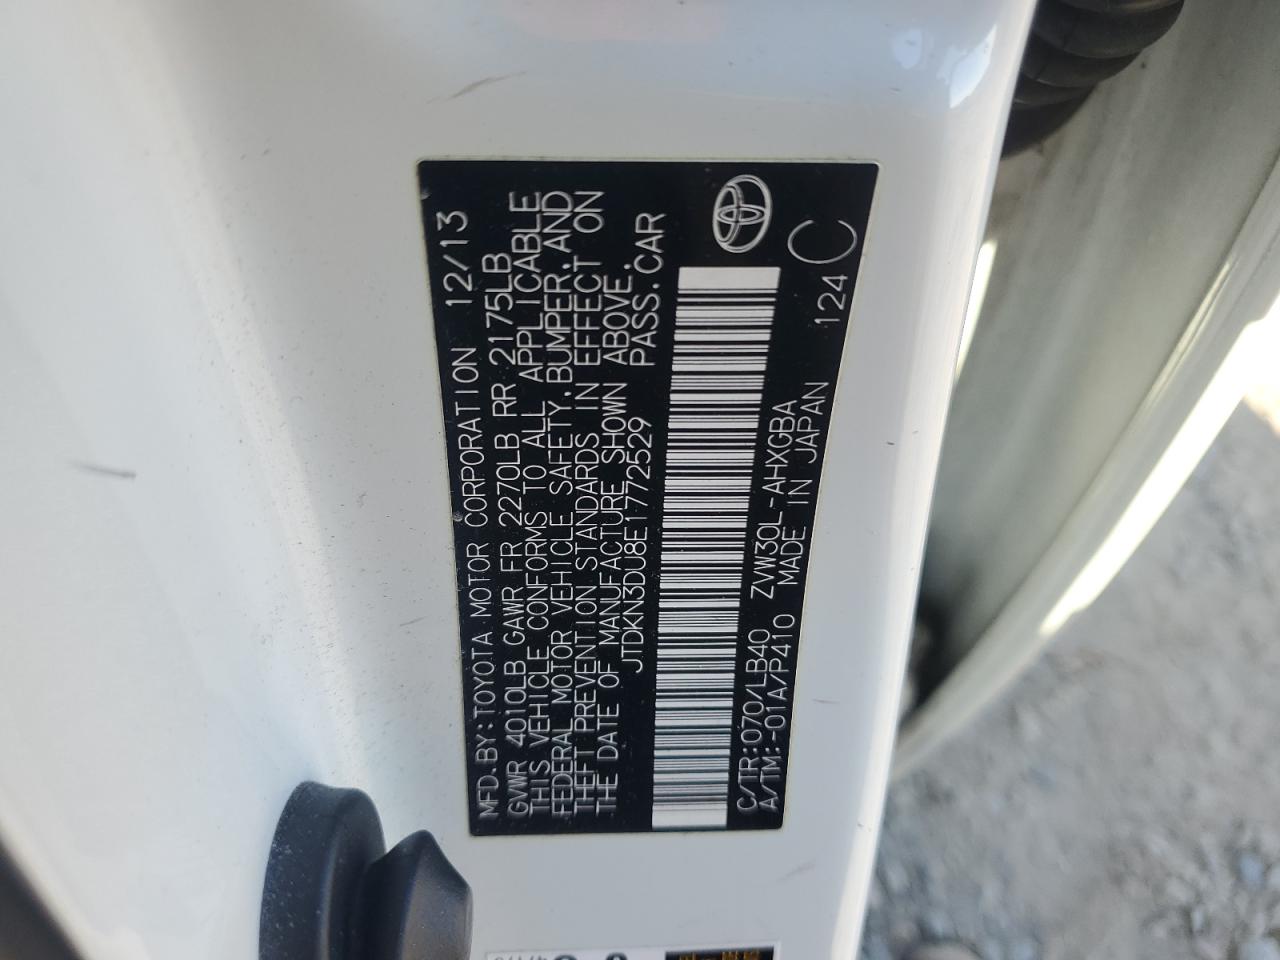 MFD.BY:TOYOTA MOTOR CORPORATION 12/13
GVWR 4010LB GAWR FR 2270LB RR 2175LB
THIS VEHICLE CONFORMS TO ALL APPLICABLE
FEDERAL MOTOR VEHICLE SAFETY,BUMPER,AND
THEFT PREVENTION STANDARDS IN EFFECT ON
THE DATE OF MANUFACTURE SHOWN ABOVE.
JTDKN3DU8E1772529 PASS.CAR
C/TR:070/LB40 ZVW30L-AHXGBA 124 C
A/TM:-01A/P410 MADE IN JAPAN